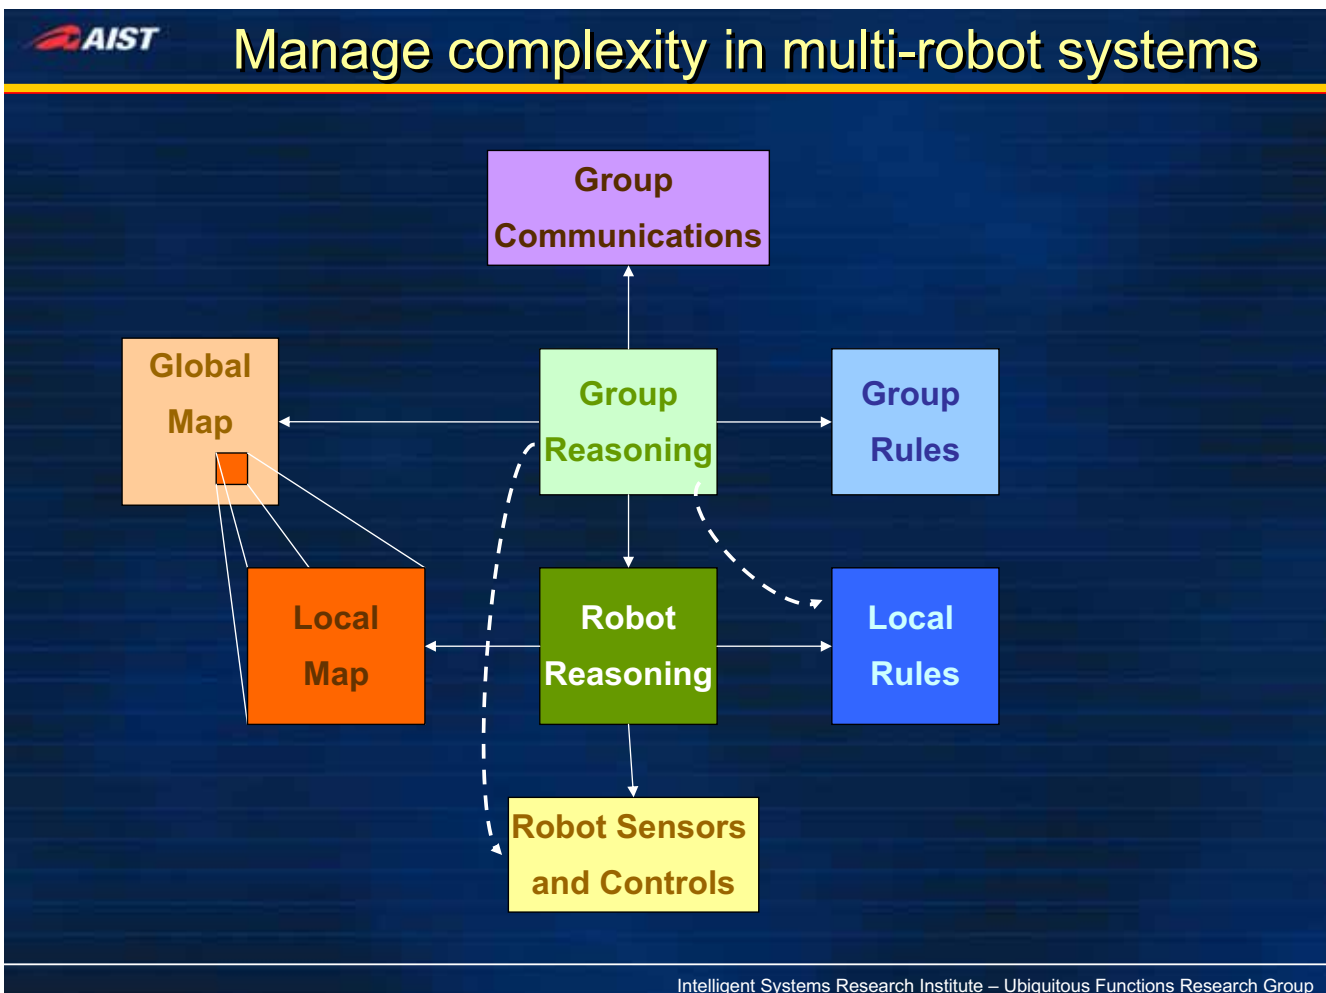 AIST
Manage complexity in multi-robot systems
Group
Communications
Global
Map
Group
Reasoning
Group
Rules
Local
Map
Robot
Reasoning
Local
Rules
Robot Sensors
and Controls
Intelligent Systems Research Institute – Ubiquitous Functions Research Group